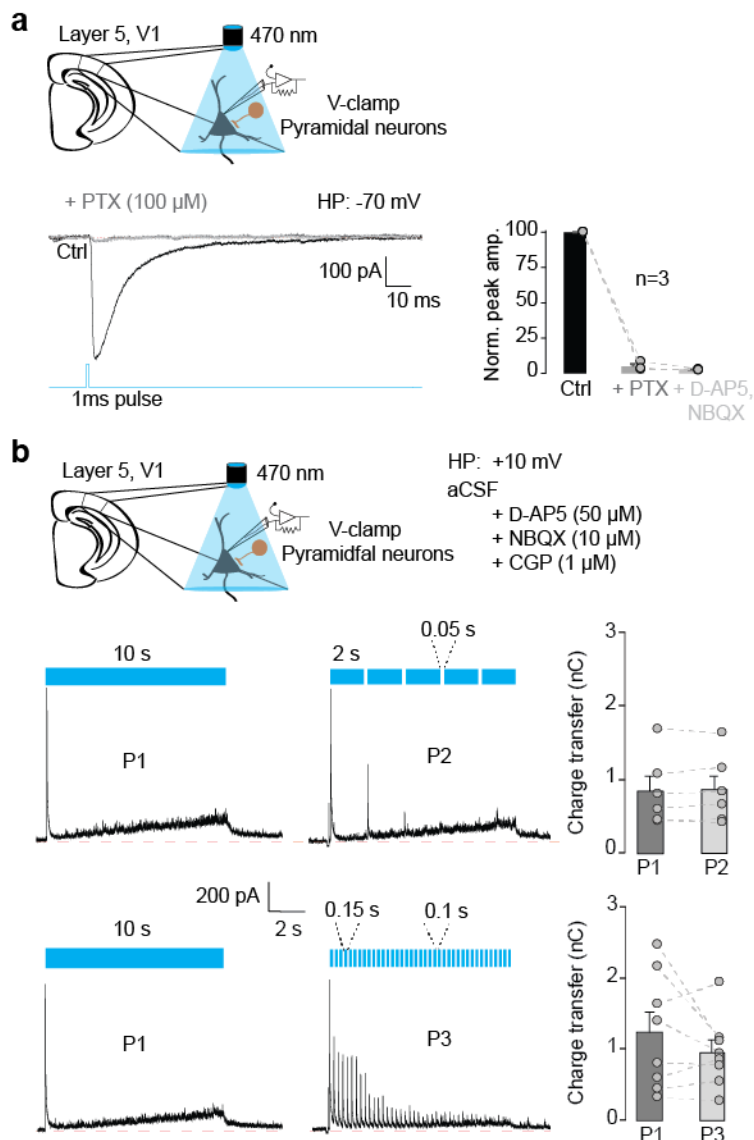 a
Layer 5, V1
470 nm
V-clamp
Pyramidal neurons
+ PTX (100 µM)
HP: -70 mV
Ctrl
100 pA
10 ms
1ms pulse
Norm. peak amp.
100
75
50
25
0
n=3
Ctrl
+ PTX
+ D-AP5,
NBQX
b
Layer 5, V1
470 nm
V-clamp
Pyramidfal neurons
HP: +10 mV
aCSF
+ D-AP5 (50 µM)
+ NBQX (10 µM)
+ CGP (1 µM)
10 s
P1
2 s
0.05 s
P2
Charge transfer (nC)
3
2
1
0
P1
P2
200 pA
2 s
10 s
P1
0.15 s
0.1 s
P3
Charge transfer (nC)
3
2
1
0
P1
P3